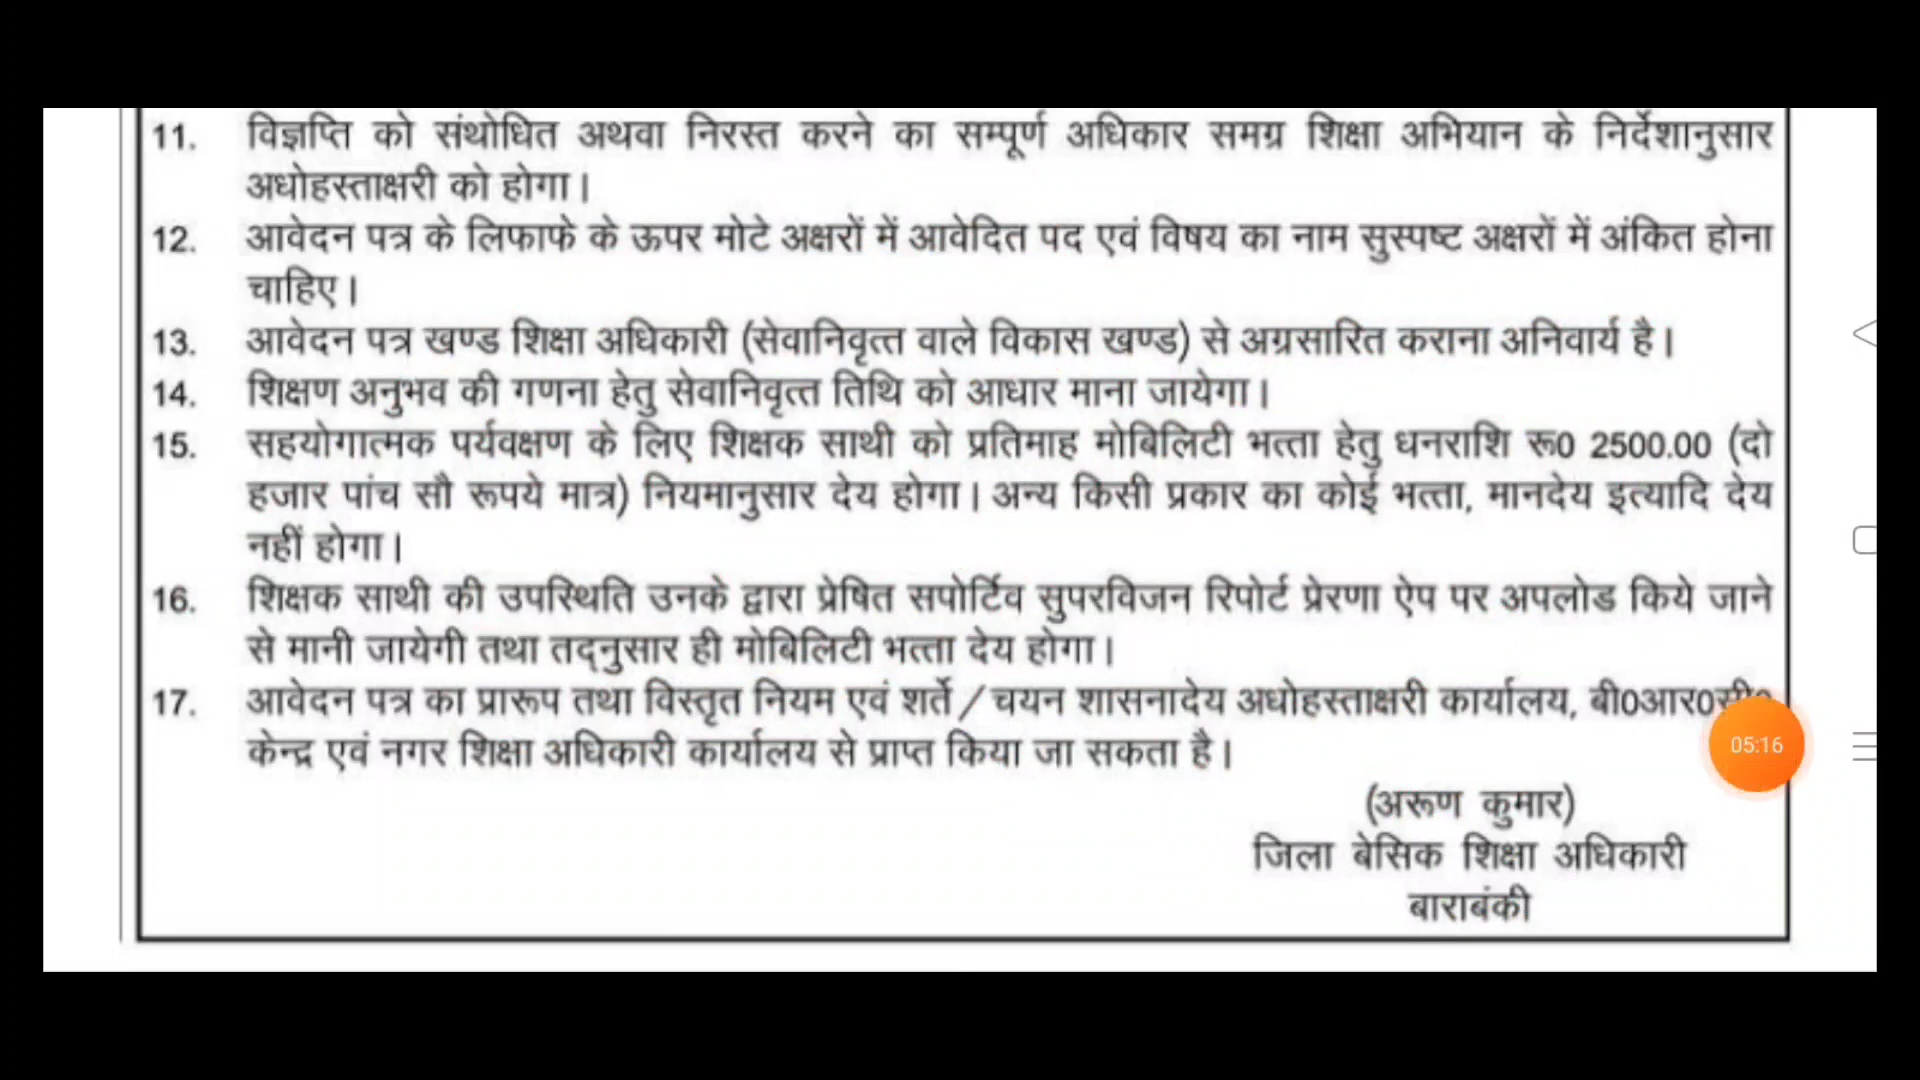 11. विज्ञप्ति को संथोधित अथवा निरस्त करने का सम्पूर्ण अधिकार समग्र शिक्षा अभियान के निर्देशानुसार
अधोहस्ताक्षरी को होगा।
12. आवेदन पत्र के लिफाफे के ऊपर मोटे अक्षरों में आवेदित पद एवं विषय का नाम सुस्पष्ट अक्षरों में अंकित होना
चाहिए।
13. आवेदन पत्र खण्ड शिक्षा अधिकारी (सेवानिवृत्त वाले विकास खण्ड) से अग्रसारित कराना अनिवार्य है।
14. शिक्षण अनुभव की गणना हेतु सेवानिवृत्त तिथि को आधार माना जायेगा।
15. सहयोगात्मक पर्यवक्षण के लिए शिक्षक साथी को प्रतिमाह मोबिलिटी भत्ता हेतु धनराशि रू0 2500.00 (दो
हजार पांच सौ रूपये मात्र) नियमानुसार देय होगा। अन्य किसी प्रकार का कोई भत्ता, मानदेय इत्यादि देय
नहीं होगा।
16. शिक्षक साथी की उपस्थिति उनके द्वारा प्रेषित सपोर्टिव सुपरविजन रिपोर्ट प्रेरणा ऐप पर अपलोड किये जाने
से मानी जायेगी तथा तद्नुसार ही मोबिलिटी भत्ता देय होगा।
17. आवेदन पत्र का प्रारूप तथा विस्तृत नियम एवं शर्ते/चयन शासनादेय अधोहस्ताक्षरी कार्यालय, बी0आर0सी0
केन्द्र एवं नगर शिक्षा अधिकारी कार्यालय से प्राप्त किया जा सकता है।
05:16
(अरूण कुमार)
जिला बेसिक शिक्षा अधिकारी
बाराबंकी